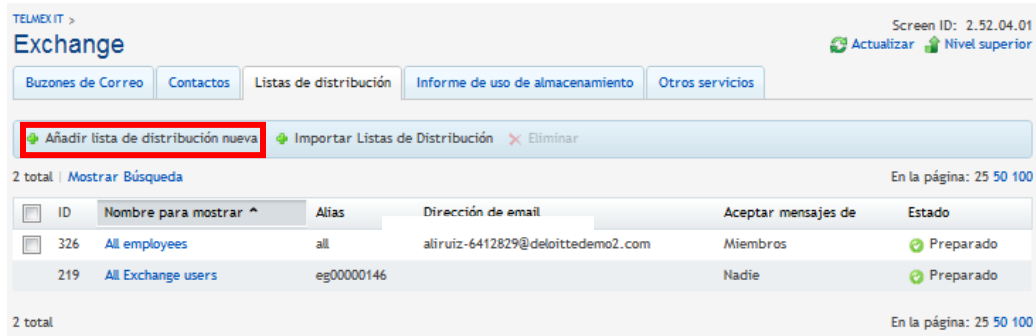 TELMEX IT >
Screen ID: 2.52.04.01
Exchange
Actualizar Nivel superior
Buzones de Correo Contactos Listas de distribución Informe de uso de almacenamiento Otros servicios
Añadir lista de distribución nueva Importar Listas de Distribución Eliminar
2 total | Mostrar Búsqueda En la página: 25 50 100
ID Nombre para mostrar Alias Dirección de email Aceptar mensajes de Estado
326 All employees all aliruiz-6412829@deloittedemo2.com Miembros Preparado
219 All Exchange users eg00000146 Nadie Preparado
2 total En la página: 25 50 100